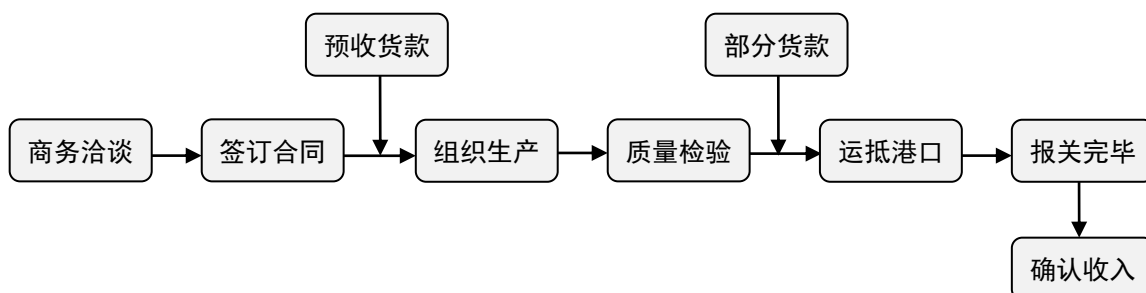 预收货款
部分货款
商务洽谈
签订合同
组织生产
质量检验
运抵港口
报关完毕
确认收入